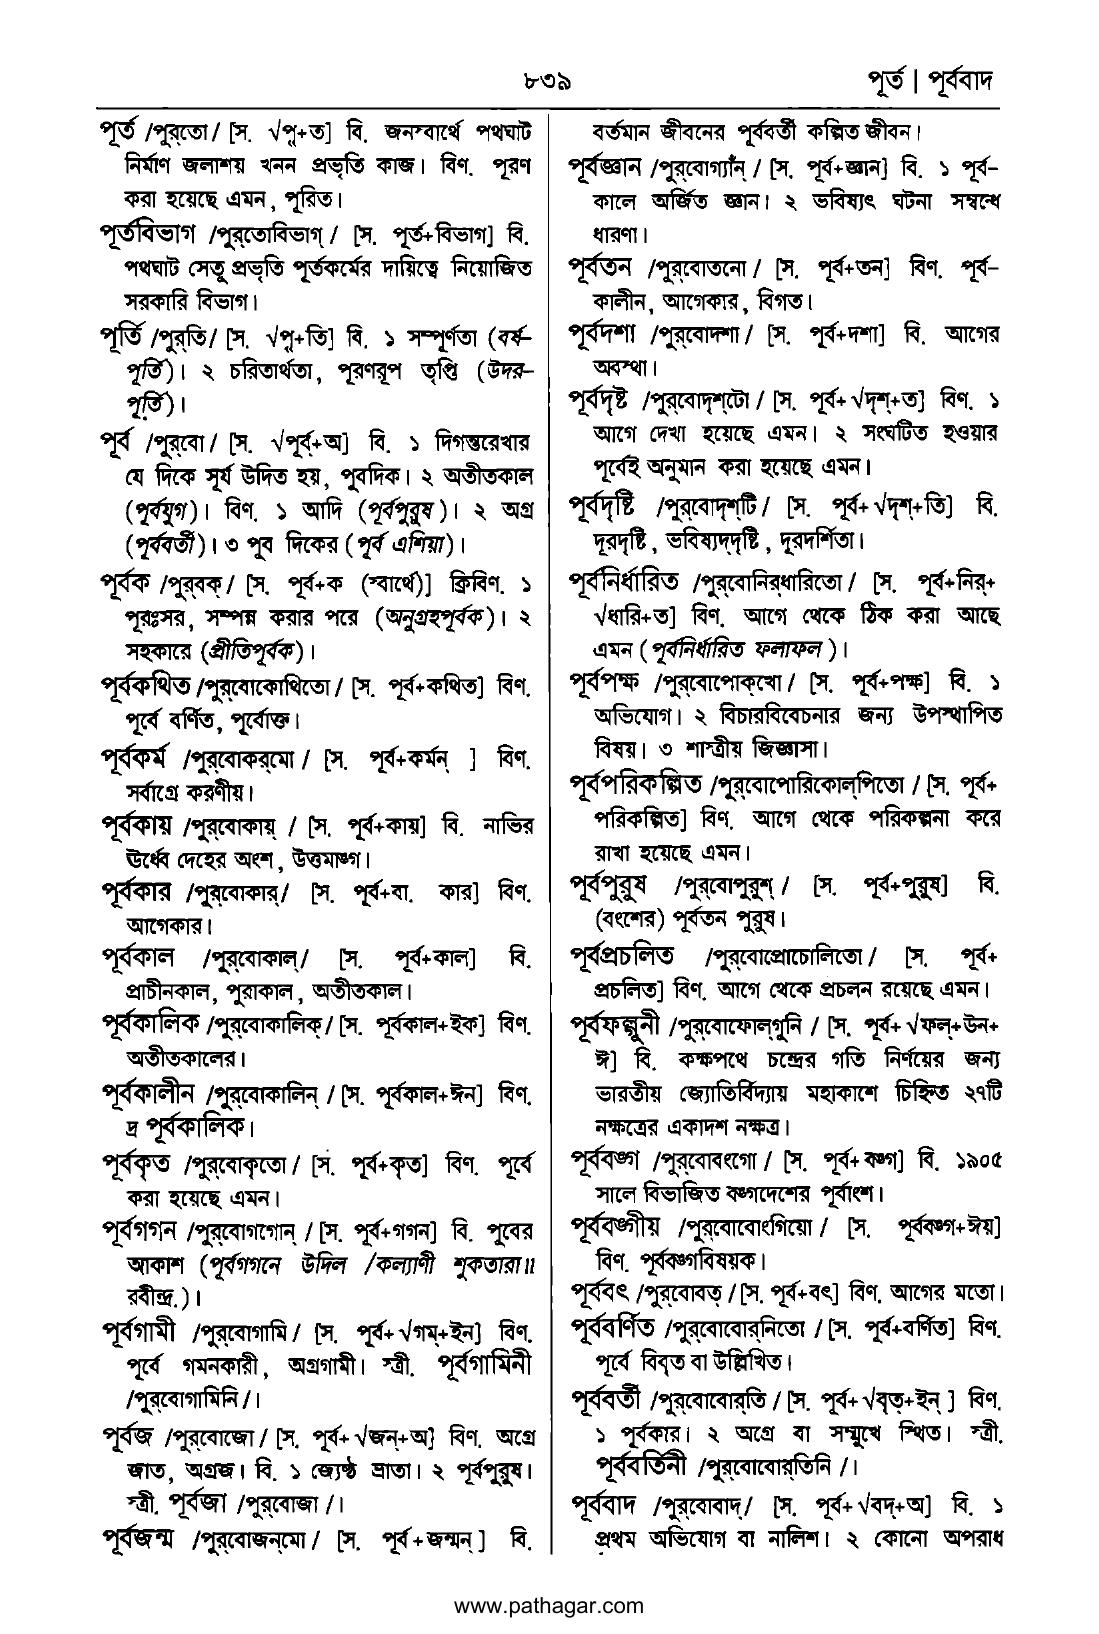 ৮৩৯
পূর্ত | পূর্ববাদ
পূর্ত /পুর্‌তো/ [স. √পৄ+ত] বি. জনস্বার্থে পথঘাট
নির্মাণ জলাশয় খনন প্রভৃতি কাজ। বিণ. পূরণ
করা হয়েছে এমন, পূরিত।
পূর্তবিভাগ /পুর্‌তোবিভাগ্/ [স. পূর্ত+বিভাগ] বি.
পথঘাট সেতু প্রভৃতি পূর্তকর্মের দায়িত্বে নিয়োজিত
সরকারি বিভাগ।
পূর্তি /পুর্‌তি/ [স. √পৄ+তি] বি. ১ সম্পূর্ণতা (বর্ষ-
পূর্তি)। ২ চরিতার্থতা, পূরণরূপ তৃপ্তি (উদর-
পূর্তি)।
পূর্ব /পুর্‌বো/ [স. √পূর্ব্+অ] বি. ১ দিগন্তরেখার
যে দিকে সূর্য উদিত হয়, পুবদিক। ২ অতীতকাল
(পূর্বযুগ)। বিণ. ১ আদি (পূর্বপুরুষ)। ২ অগ্র
(পূর্ববর্তী)। ৩ পুব দিকের (পূর্ব এশিয়া)।
পূর্বক /পুর্‌বক্/ [স. পূর্ব+ক (স্বার্থে)] ক্রিবিণ. ১
পূরঃসর, সম্পন্ন করার পরে (অনুগ্রহপূর্বক)। ২
সহকারে (প্রীতিপূর্বক)।
পূর্বকথিত /পুর্‌বোকোথিতো/ [স. পূর্ব+কথিত] বিণ.
পূর্বে বর্ণিত, পূর্বোক্ত।
পূর্বকর্ম /পুর্‌বোকর্‌মো/ [স. পূর্ব+কর্মন্ ] বিণ.
সর্বাগ্রে করণীয়।
পূর্বকায় /পুর্‌বোকায়্ / [স. পূর্ব+কায়] বি. নাভির
ঊর্ধ্বে দেহের অংশ, উত্তমাঙ্গ।
পূর্বকার /পুর্‌বোকার্/ [স. পূর্ব+বা. কার] বিণ.
আগেকার।
পূর্বকাল /পুর্‌বোকাল্/ [স. পূর্ব+কাল] বি.
প্রাচীনকাল, পুরাকাল, অতীতকাল।
পূর্বকালিক /পুর্‌বোকালিক্/ [স. পূর্বকাল+ইক] বিণ.
অতীতকালের।
পূর্বকালীন /পুর্‌বোকালিন্ / [স. পূর্বকাল+ঈন] বিণ.
দ্র পূর্বকালিক।
পূর্বকৃত /পুর্‌বোকৃতো/ [স. পূর্ব+কৃত] বিণ. পূর্বে
করা হয়েছে এমন।
পূর্বগগন /পুর্‌বোগগোন্ / [স. পূর্ব+গগন] বি. পূবের
আকাশ (পূর্বগগনে উদিল /কল্যাণী শুকতারা॥
রবীন্দ্র.)।
পূর্বগামী /পুর্‌বোগামি/ [স. পূর্ব+√গম্+ইন] বিণ.
পূর্বে গমনকারী, অগ্রগামী। স্ত্রী. পূর্বগামিনী
/পুর্‌বোগামিনি/।
পূর্বজ /পুর্‌বোজো/ [স. পূর্ব+√জন্+অ] বিণ. অগ্রে
জাত, অগ্রজ। বি. ১ জ্যেষ্ঠ ভ্রাতা। ২ পূর্বপুরুষ।
স্ত্রী. পূর্বজা /পুর্‌বোজা /।
পূর্বজন্ম /পুর্‌বোজন্‌মো/ [স. পূর্ব+জন্মন্ ] বি.
বর্তমান জীবনের পূর্ববর্তী কল্পিত জীবন।
পূর্বজ্ঞান /পুর্‌বোগ্যাঁন্ / [স. পূর্ব+জ্ঞান] বি. ১ পূর্ব-
কালে অর্জিত জ্ঞান। ২ ভবিষ্যৎ ঘটনা সম্বন্ধে
ধারণা।
পূর্বতন /পুর্‌বোতনো/ [স. পূর্ব+তন] বিণ. পূর্ব-
কালীন, আগেকার, বিগত।
পূর্বদশা /পুর্‌বোদশা/ [স. পূর্ব+দশা] বি. আগের
অবস্থা।
পূর্বদৃষ্ট /পুর্‌বোদৃশ্‌টো/ [স. পূর্ব+√দৃশ্+ত] বিণ. ১
আগে দেখা হয়েছে এমন। ২ সংঘটিত হওয়ার
পূর্বেই অনুমান করা হয়েছে এমন।
পূর্বদৃষ্টি /পুর্‌বোদৃশ্‌টি/ [স. পূর্ব+√দৃশ্+তি] বি.
দূরদৃষ্টি, ভবিষ্যদ্দৃষ্টি, দূরদর্শিতা।
পূর্বনির্ধারিত /পুর্‌বোনির্‌ধারিতো/ [স. পূর্ব+নির্+
√ধারি+ত] বিণ. আগে থেকে ঠিক করা আছে
এমন (পূর্বনির্ধারিত ফলাফল)।
পূর্বপক্ষ /পুর্‌বোপোক্‌খো/ [স. পূর্ব+পক্ষ] বি. ১
অভিযোগ। ২ বিচারবিবেচনার জন্য উপস্থাপিত
বিষয়। ৩ শাস্ত্রীয় জিজ্ঞাসা।
পূর্বপরিকল্পিত /পুর্‌বোপোরিকোল্‌পিতো / [স. পূর্ব+
পরিকল্পিত] বিণ. আগে থেকে পরিকল্পনা করে
রাখা হয়েছে এমন।
পূর্বপুরুষ /পুর্‌বোপুরুশ্ / [স. পূর্ব+পুরুষ] বি.
(বংশের) পূর্বতন পুরুষ।
পূর্বপ্রচলিত /পুর্‌বোপ্রোচোলিতো/ [স. পূর্ব+
প্রচলিত] বিণ. আগে থেকে প্রচলন রয়েছে এমন।
পূর্বফল্গুনী /পুর্‌বোফোল্‌গুনি / [স. পূর্ব+√ফল্+উন+
ঈ] বি. কক্ষপথে চন্দ্রের গতি নির্ণয়ের জন্য
ভারতীয় জ্যোতির্বিদ্যায় মহাকাশে চিহ্নিত ২৭টি
নক্ষত্রের একাদশ নক্ষত্র।
পূর্ববঙ্গ /পুর্‌বোবংগো/ [স. পূর্ব+বঙ্গ] বি. ১৯০৫
সালে বিভাজিত বঙ্গদেশের পূর্বাংশ।
পূর্ববঙ্গীয় /পুর্‌বোবোংগিয়ো/ [স. পূর্ববঙ্গ+ঈয়]
বিণ. পূর্ববঙ্গবিষয়ক।
পূর্ববৎ /পুর্‌বোবত্ / [স. পূর্ব+বৎ] বিণ. আগের মতো।
পূর্ববর্ণিত /পুর্‌বোবোর্‌নিতো / [স. পূর্ব+বর্ণিত] বিণ.
পূর্বে বিবৃত বা উল্লিখিত।
পূর্ববর্তী /পুর্‌বোবোর্‌তি / [স. পূর্ব+√বৃত্+ইন্ ] বিণ.
১ পূর্বকার। ২ অগ্রে বা সম্মুখে স্থিত। স্ত্রী.
পূর্ববর্তিনী /পুর্‌বোবোর্‌তিনি /।
পূর্ববাদ /পুর্‌বোবাদ্/ [স. পূর্ব+√বদ্+অ] বি. ১
প্রথম অভিযোগ বা নালিশ। ২ কোনো অপরাধ
www.pathagar.com